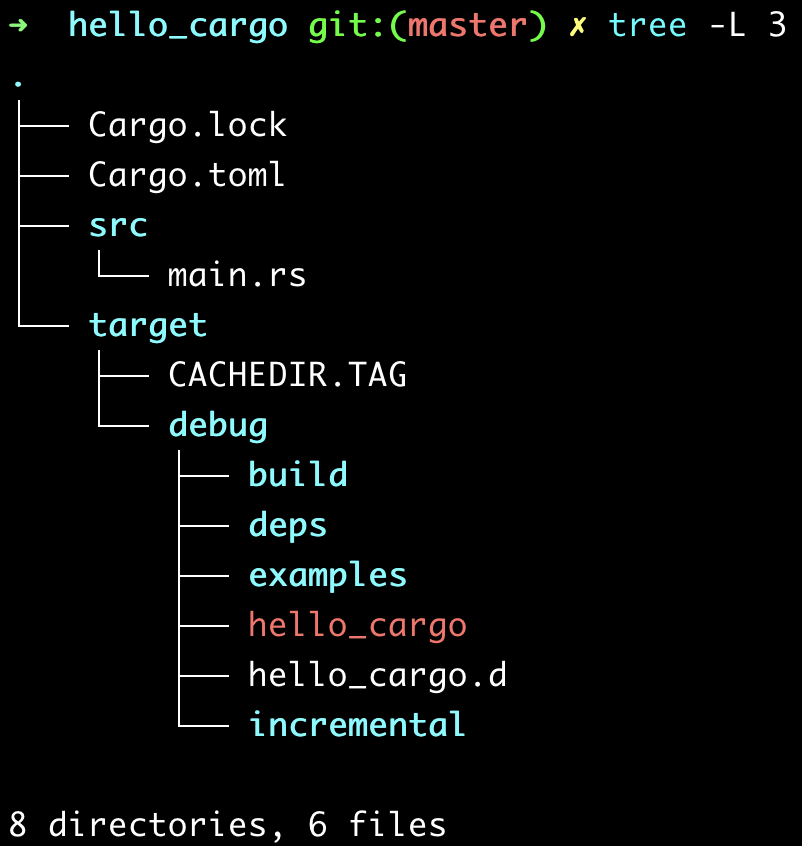 ➜  hello_cargo git:(master) ✗ tree -L 3
.
├── Cargo.lock
├── Cargo.toml
├── src
│   └── main.rs
└── target
    ├── CACHEDIR.TAG
    └── debug
        ├── build
        ├── deps
        ├── examples
        ├── hello_cargo
        ├── hello_cargo.d
        └── incremental
8 directories, 6 files